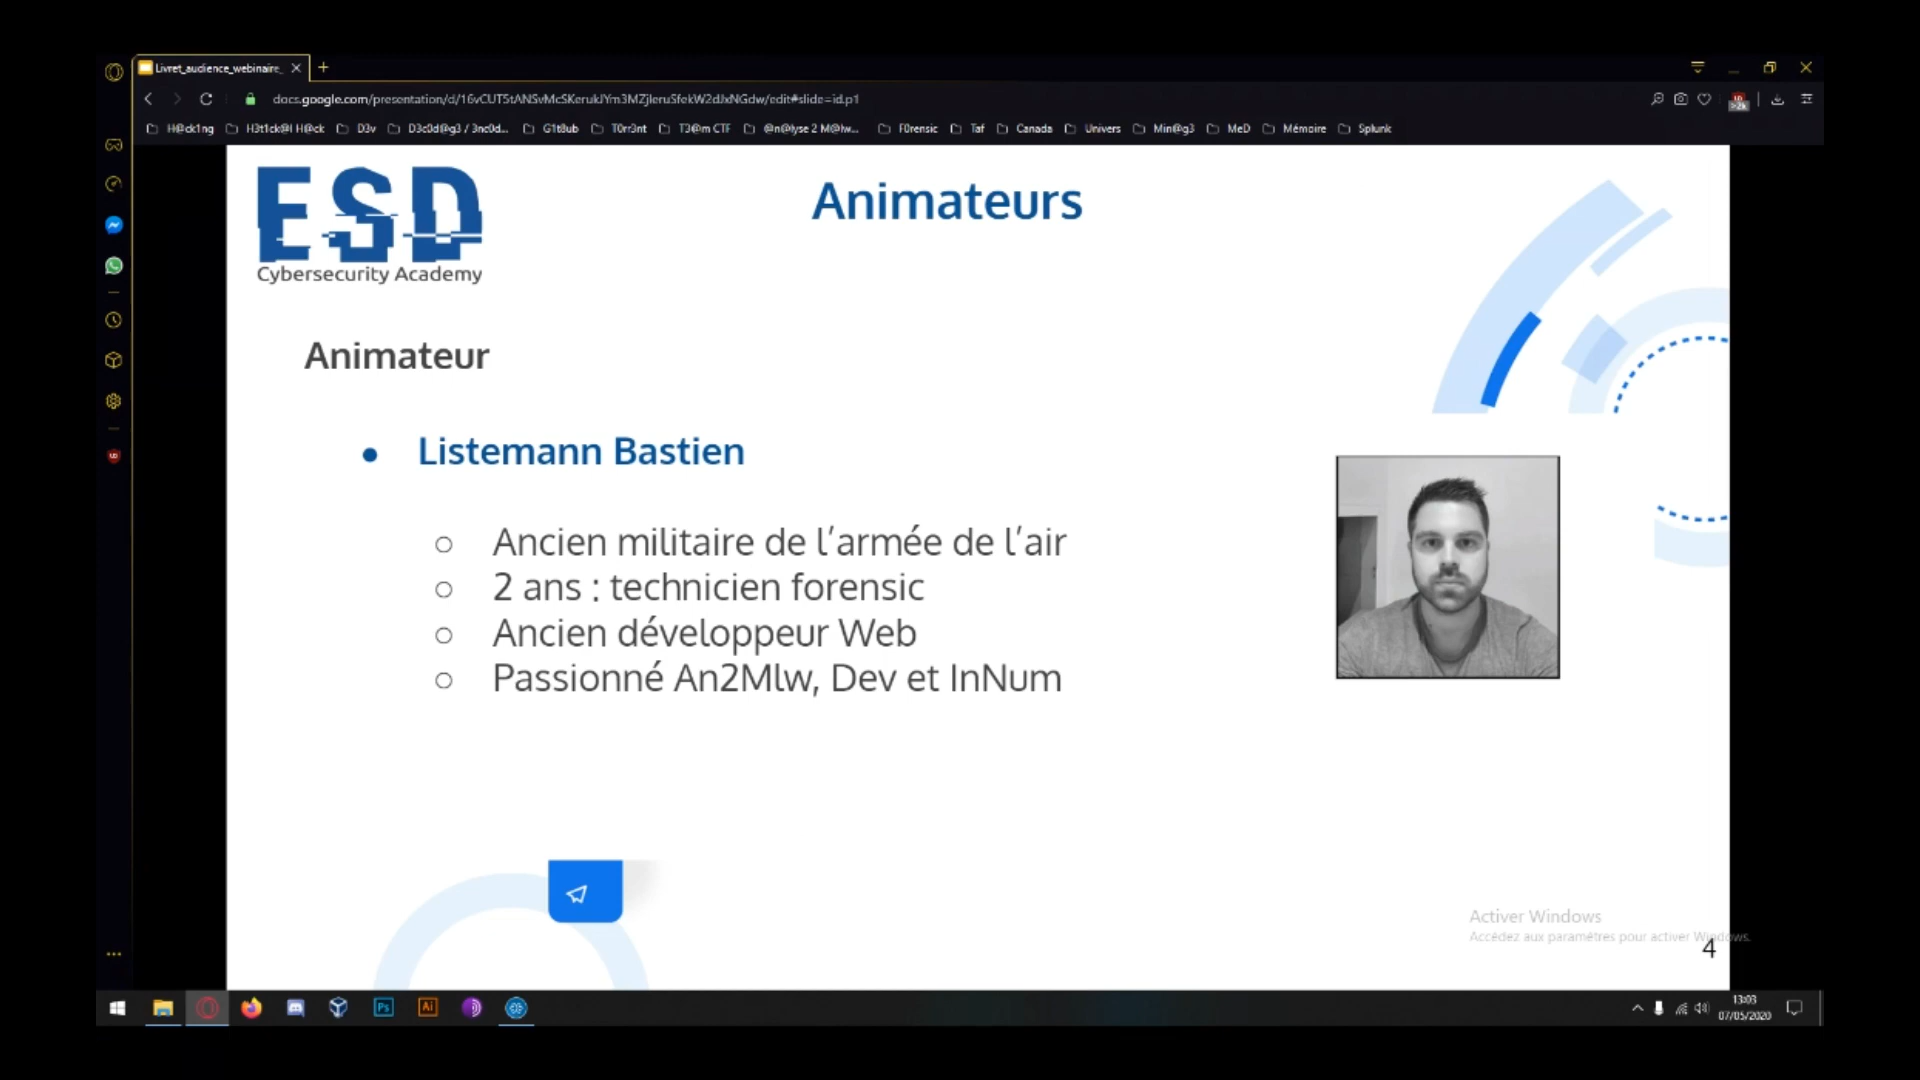 Livret_audience_webinaire_
docs.google.com/presentation/d/16vCUTStANSvMcSKerukJYm3MZjIeruSfekW2dJxNGdw/edit#slide=id.p1
H@ck1ng H3t1ck@l H@ck D3v D3c0d@g3 / 3nc0d... G1t8ub T0rr3nt T3@m CTF @n@lyse 2 M@lw... F0rensic Taf Canada Univers Min@g3 MeD Mémoire Splunk
ESD
Cybersecurity Academy
Animateurs
Animateur
Listemann Bastien
Ancien militaire de l'armée de l'air
2 ans : technicien forensic
Ancien développeur Web
Passionné An2Mlw, Dev et InNum
Activer Windows
Accédez aux paramètres pour activer Windows.
4
Ps
Ai
13:03
07/05/2020